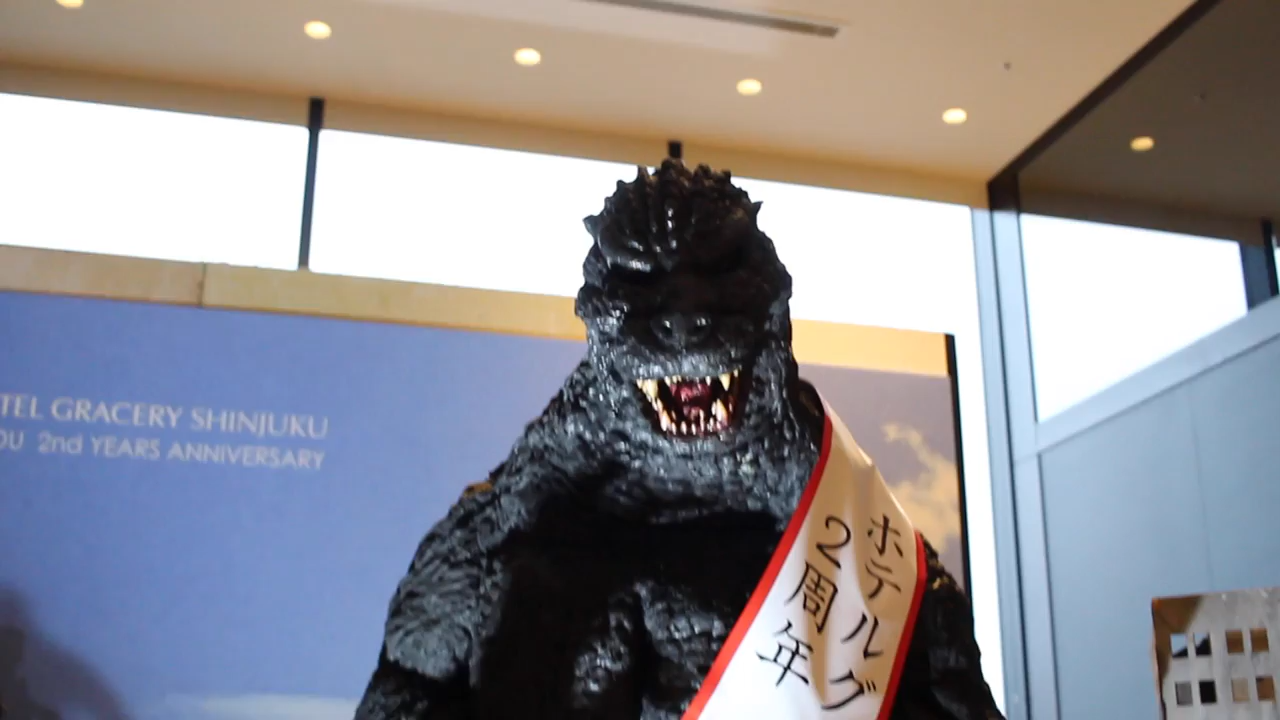 TEL GRACERY SHINJUKU
OU 2nd YEARS ANNIVERSARY
ホテルグ
2周年